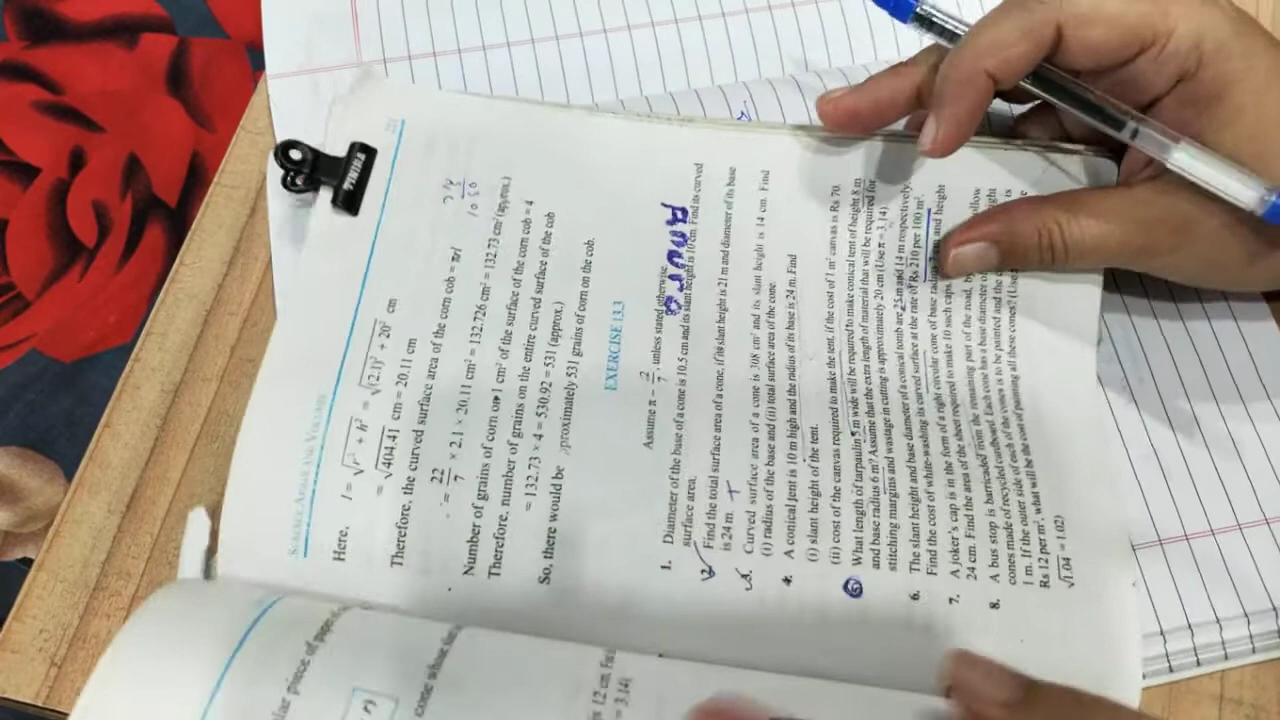 SURFACE AREAS AND VOLUMES 221
Here, l = √r² + h² = √(2.1)² + 20² cm
= √404.41 cm = 20.11 cm
Therefore, the curved surface area of the corn cob = πrl
= 22/7 × 2.1 × 20.11 cm² = 132.726 cm² = 132.73 cm² (approx.)
Number of grains of corn on 1 cm² of the surface of the corn cob = 4
Therefore, number of grains on the entire curved surface of the cob
= 132.73 × 4 = 530.92 = 531 (approx.)
So, there would be approximately 531 grains of corn on the cob.
EXERCISE 13.3
Assume π = 2/7, unless stated otherwise.
1. Diameter of the base of a cone is 10.5 cm and its slant height is 10 cm. Find its curved
surface area.
2. Find the total surface area of a cone, if its slant height is 21 m and diameter of its base
is 24 m.
3. Curved surface area of a cone is 308 cm² and its slant height is 14 cm. Find
(i) radius of the base and (ii) total surface area of the cone.
4. A conical tent is 10 m high and the radius of its base is 24 m. Find
(i) slant height of the tent.
(ii) cost of the canvas required to make the tent, if the cost of 1 m² canvas is Rs 70.
5. What length of tarpaulin 3 m wide will be required to make conical tent of height 8 m
and base radius 6 m? Assume that the extra length of material that will be required for
stitching margins and wastage in cutting is approximately 20 cm (Use π = 3.14)
6. The slant height and base diameter of a conical tomb are 25 m and 14 m respectively.
Find the cost of white-washing its curved surface at the rate of Rs 210 per 100 m².
7. A joker's cap is in the form of a right circular cone of base radius 7 cm and height
24 cm. Find the area of the sheet required to make 10 such caps.
8. A bus stop is barricaded from the remaining part of the road, by
cones made of recycled cardboard. Each cone has a base diameter of
1 m. If the outer side of each of the cones is to be painted and the
Rs 12 per m², what will be the cost of painting all these cones? (Use
√1.04 = 1.02)
cone whose
12 cm
= 3.14)